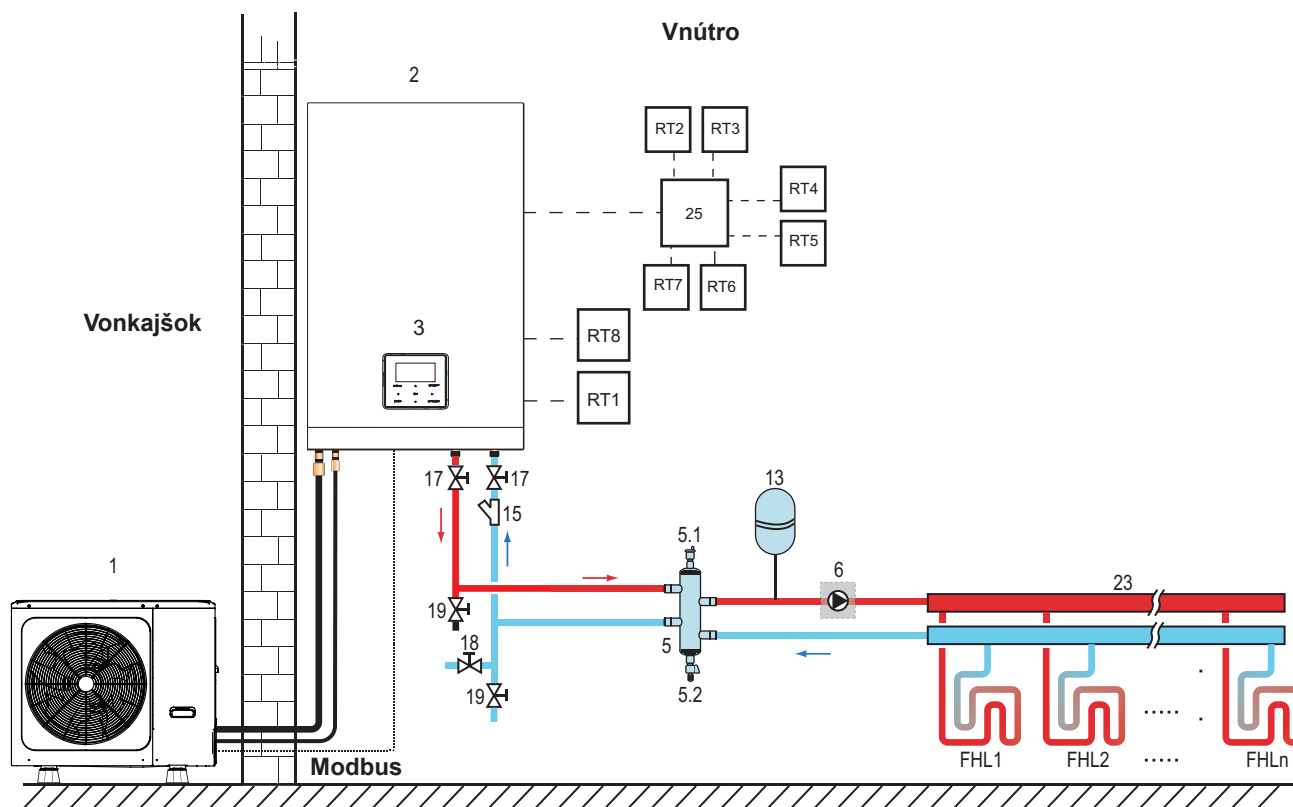 Vnútro
2
RT2
RT3
RT4
25
RT5
RT7
RT6
Vonkajšok
3
RT8
RT1
17
17
15
13
5.1
1
6
23
19
18
5
19
5.2
FHL1
FHL2
FHLn
Modbus